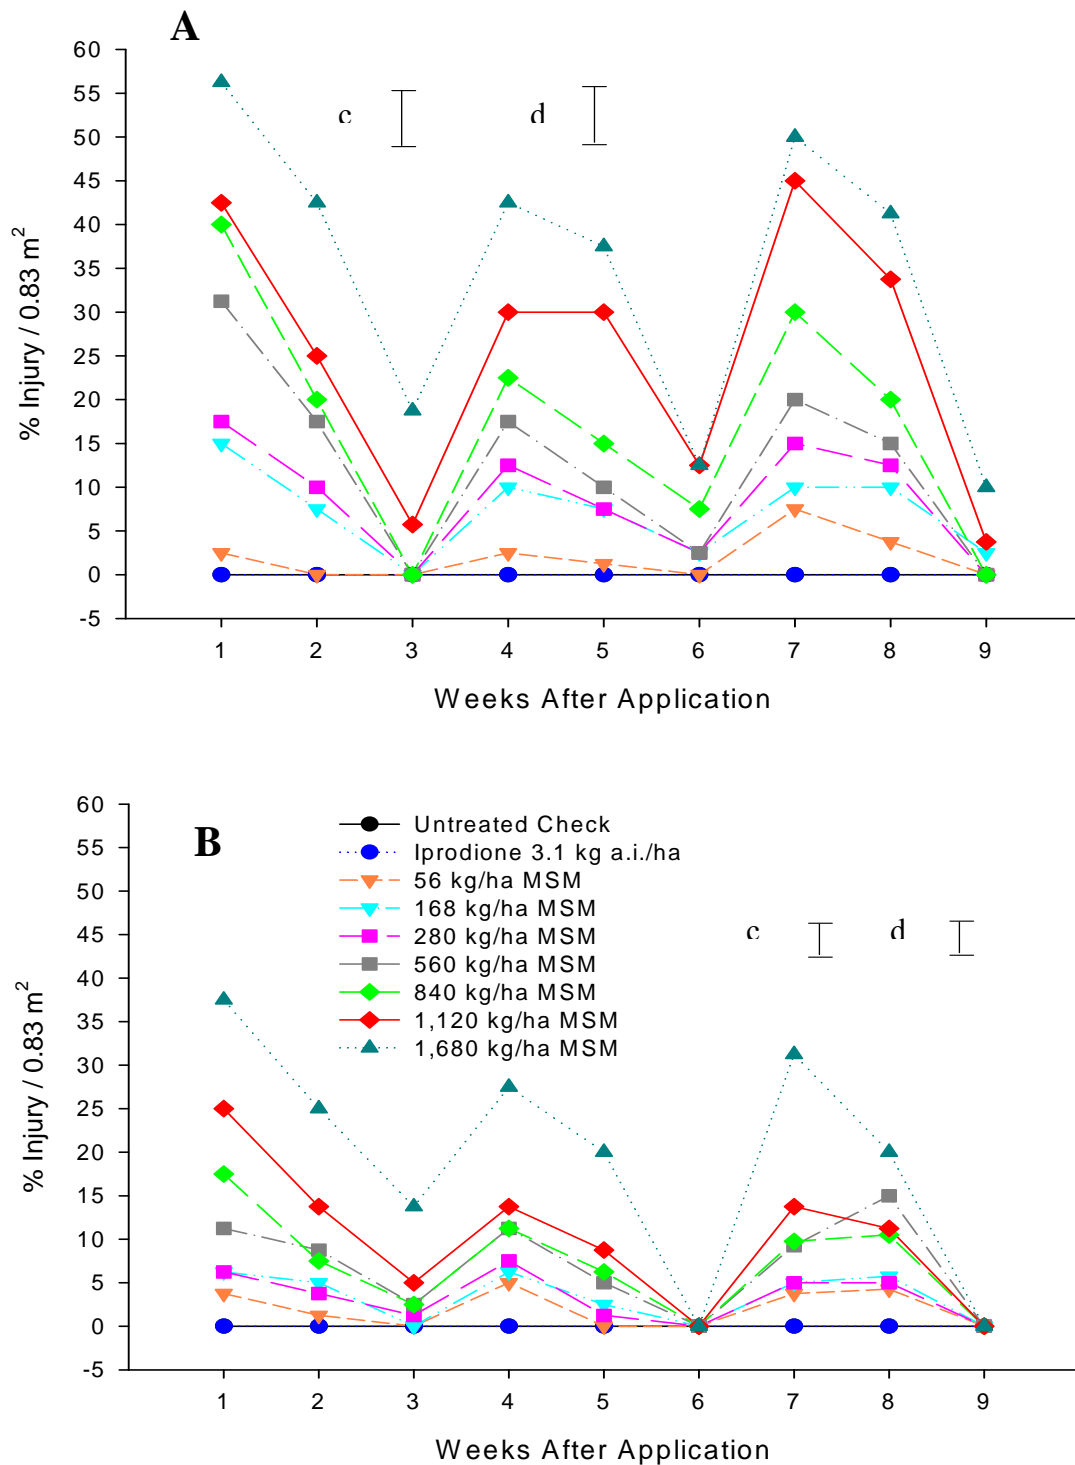 A
60
55
50
45
40
35
30
25
20
15
10
5
0
-5
% Injury / 0.83 m²
c
d
1 2 3 4 5 6 7 8 9
Weeks After Application
B
60
55
50
45
40
35
30
25
20
15
10
5
0
-5
% Injury / 0.83 m²
Untreated Check
Iprodione 3.1 kg a.i./ha
56 kg/ha MSM
168 kg/ha MSM
280 kg/ha MSM
560 kg/ha MSM
840 kg/ha MSM
1,120 kg/ha MSM
1,680 kg/ha MSM
c
d
1 2 3 4 5 6 7 8 9
Weeks After Application